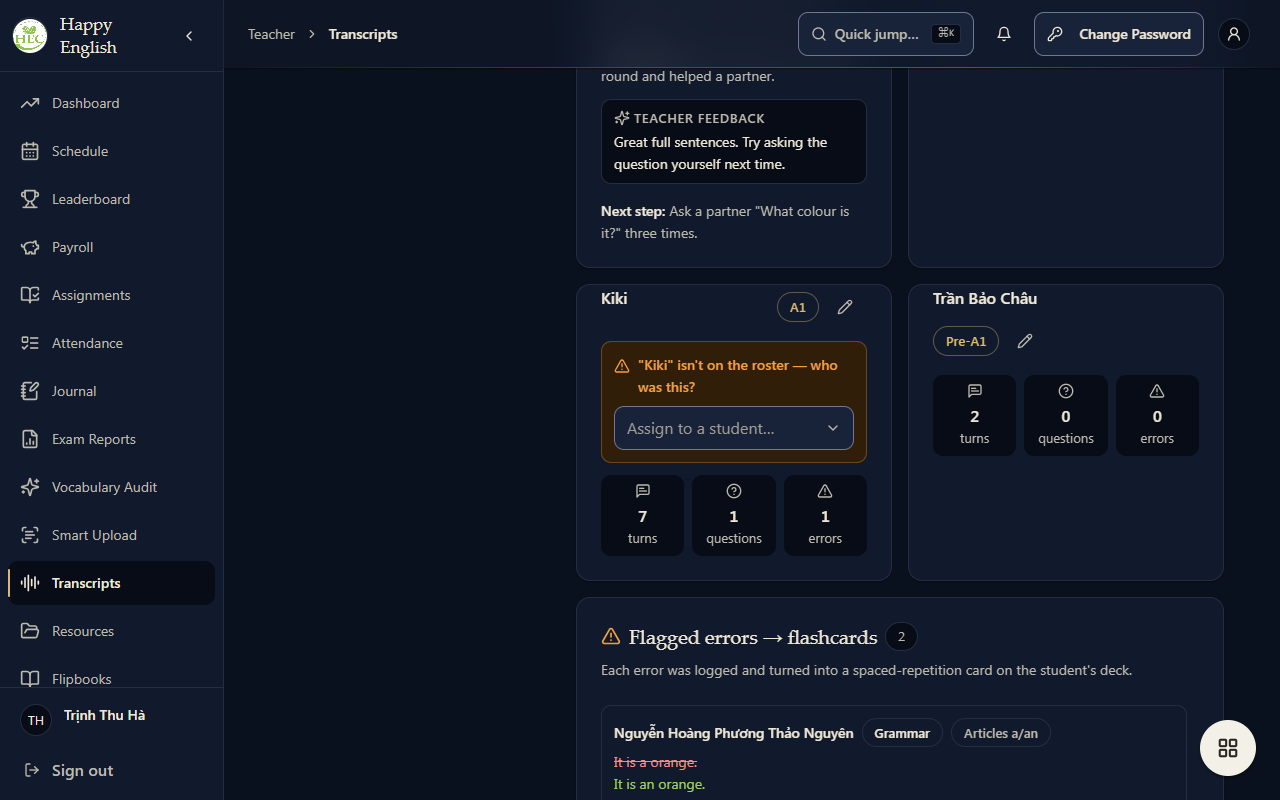 HEC
Happy
English
Dashboard
Schedule
Leaderboard
Payroll
Assignments
Attendance
Journal
Exam Reports
Vocabulary Audit
Smart Upload
Transcripts
Resources
Flipbooks
TH
Trịnh Thu Hà
Sign out
Teacher
Transcripts
Quick jump...
⌘K
Change Password
round and helped a partner.
TEACHER FEEDBACK
Great full sentences. Try asking the
question yourself next time.
Next step: Ask a partner "What colour is
it?" three times.
Kiki
A1
"Kiki" isn't on the roster — who
was this?
Assign to a student...
7
turns
1
questions
1
errors
Trần Bảo Châu
Pre-A1
2
turns
0
questions
0
errors
Flagged errors → flashcards
2
Each error was logged and turned into a spaced-repetition card on the student's deck.
Nguyễn Hoàng Phương Thảo Nguyên
Grammar
Articles a/an
It is a orange.
It is an orange.